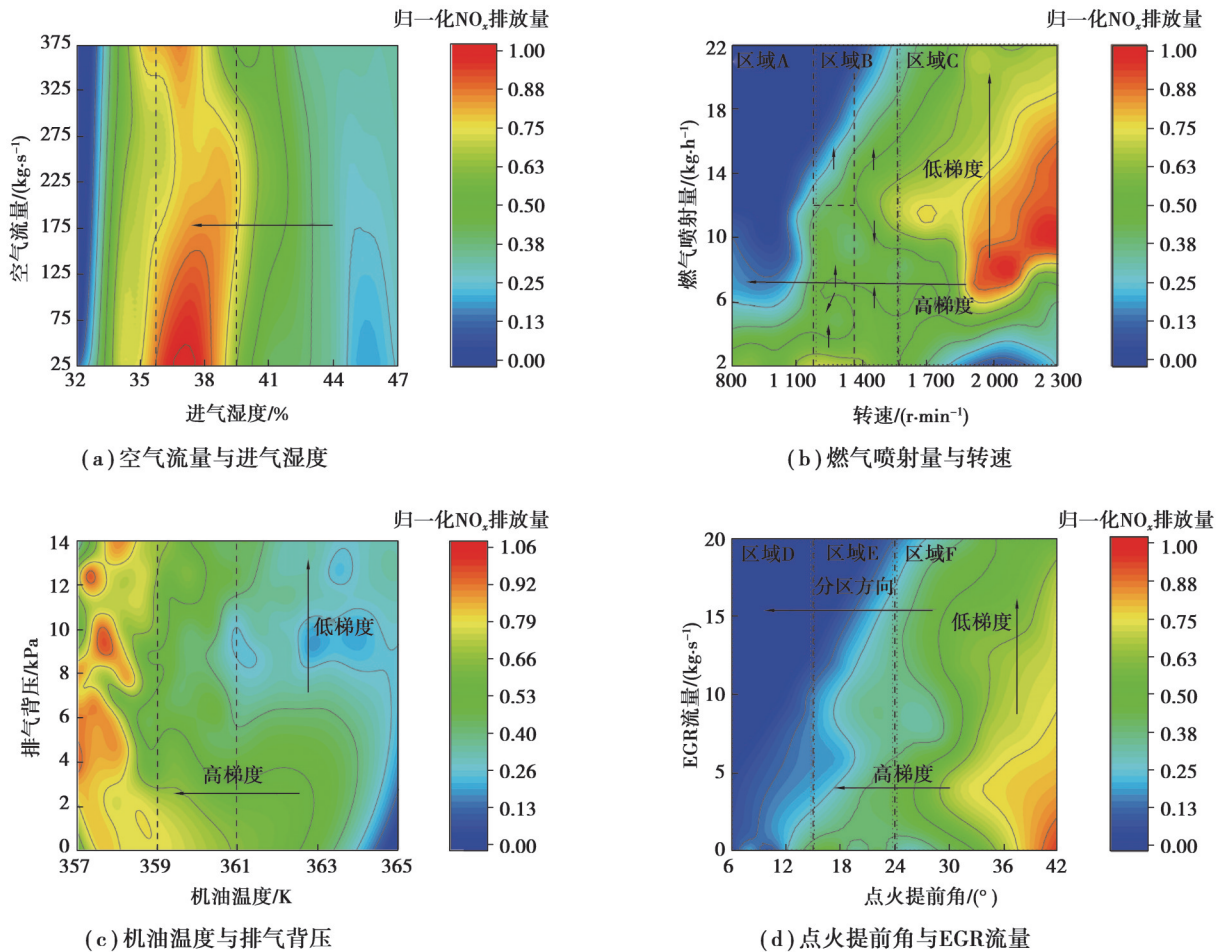 归一化NOx排放量
375
325
275
225
175
125
75
25
32 35 38 41 44 47
空气流量/(kg·s⁻¹)
进气湿度/%
1.00
0.88
0.75
0.63
0.50
0.38
0.25
0.13
0.00
(a)空气流量与进气湿度
归一化NOx排放量
区域A 区域B 区域C
22
18
14
10
6
2
800 1 100 1 400 1 700 2 000 2 300
低梯度
高梯度
燃气喷射量/(kg·h⁻¹)
转速/(r·min⁻¹)
1.00
0.88
0.75
0.63
0.50
0.38
0.25
0.13
0.00
(b)燃气喷射量与转速
归一化NOx排放量
14
12
10
8
6
4
2
0
357 359 361 363 365
低梯度
高梯度
排气背压/kPa
机油温度/K
1.06
0.92
0.79
0.66
0.53
0.40
0.26
0.13
0.00
(c)机油温度与排气背压
归一化NOx排放量
区域D 区域E 区域F
分区方向
20
15
10
5
0
6 12 18 24 30 36 42
低梯度
高梯度
EGR流量/(kg·s⁻¹)
点火提前角/(°)
1.00
0.88
0.75
0.63
0.50
0.38
0.25
0.13
0.00
(d)点火提前角与EGR流量